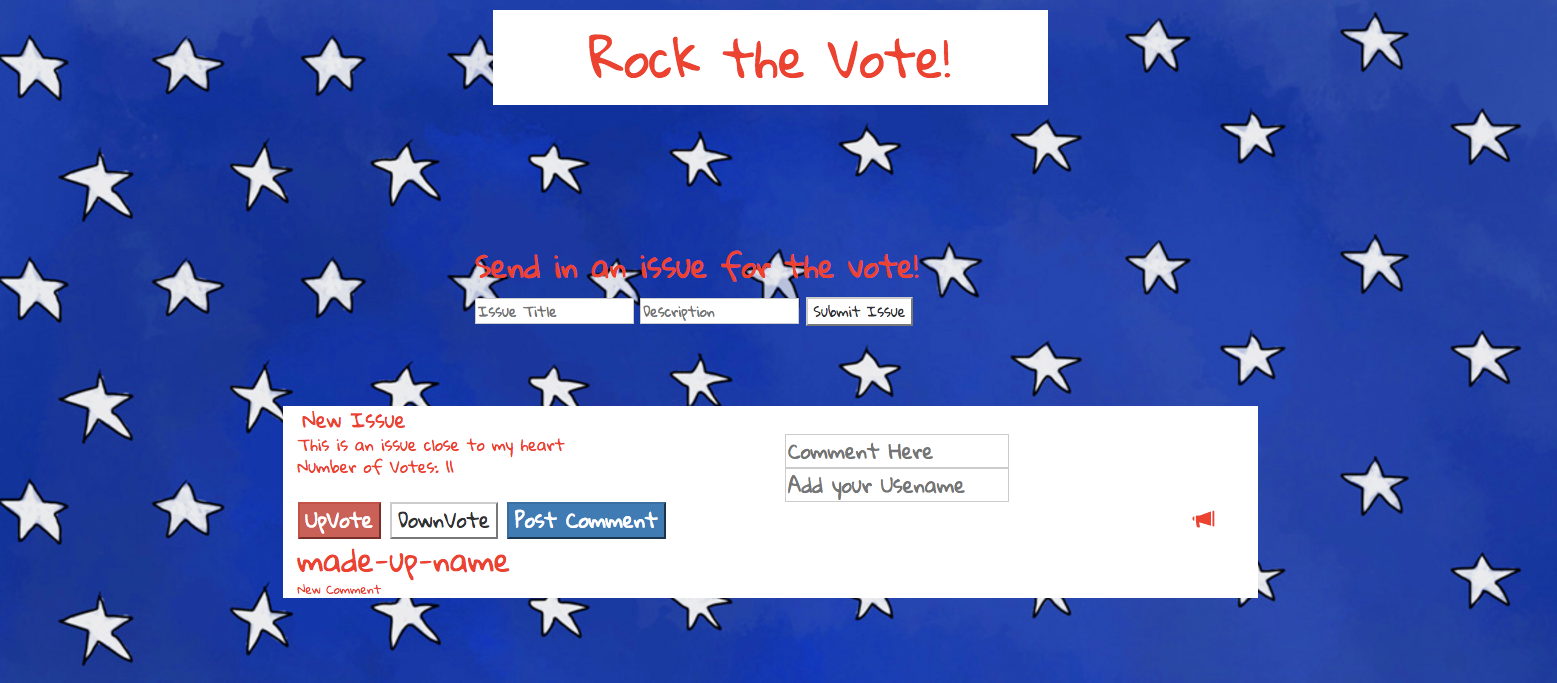 Rock the Vote!
Send in an issue for the vote!
Issue Title Description Submit Issue
New Issue
This is an issue close to my heart
Number of Votes: 11
Comment Here
Add your Usename
UpVote DownVote Post Comment
made-up-name
New Comment